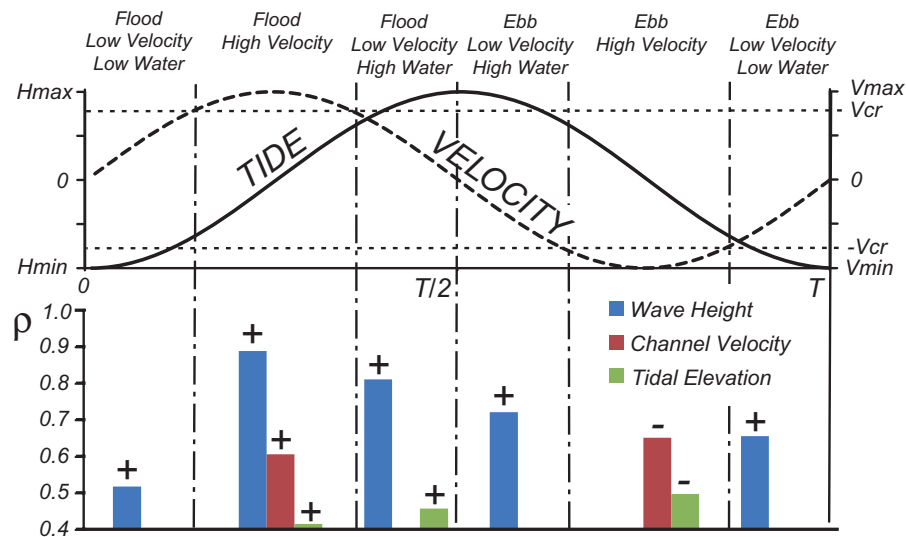 Flood
Low Velocity
Low Water
Flood
High Velocity
Flood
Low Velocity
High Water
Ebb
Low Velocity
High Water
Ebb
High Velocity
Ebb
Low Velocity
Low Water
Hmax
0
Hmin
Vmax
Vcr
0
-Vcr
Vmin
TIDE
VELOCITY
0
T/2
T
ρ
1.0
0.9
0.8
0.7
0.6
0.5
0.4
Wave Height
Channel Velocity
Tidal Elevation
+
+
+
+
+
+
+
-
-
+